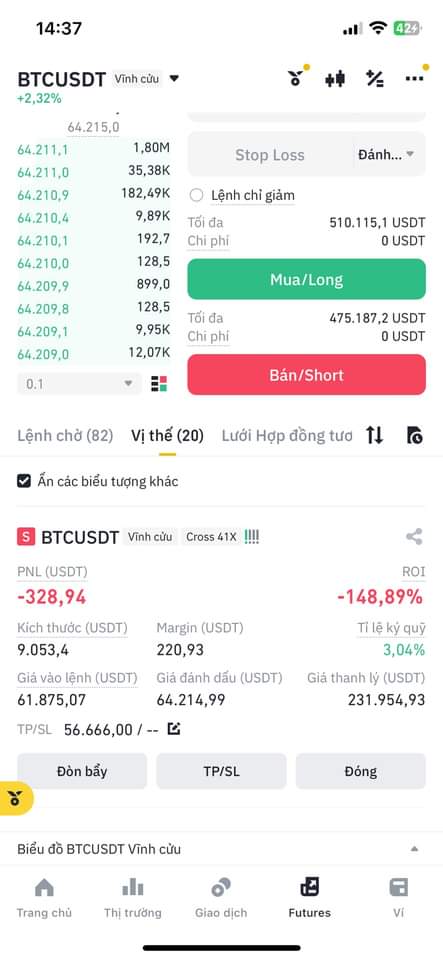 14:37
42
BTCUSDT Vĩnh cửu
+2,32%
64.215,0
64.211,1 1,80M
64.211,0 35,38K
64.210,9 182,49K
64.210,4 9,89K
64.210,1 192,7
64.210,0 128,5
64.209,9 899,0
64.209,8 128,5
64.209,1 9,95K
64.209,0 12,07K
0.1
Stop Loss Đánh...
Lệnh chỉ giảm
Tối đa 510.115,1 USDT
Chi phí 0 USDT
Mua/Long
Tối đa 475.187,2 USDT
Chi phí 0 USDT
Bán/Short
Lệnh chờ (82) Vị thế (20) Lưới Hợp đồng tươ
Ẩn các biểu tượng khác
S BTCUSDT Vĩnh cửu Cross 41X !!!!
PNL (USDT) ROI
-328,94 -148,89%
Kích thước (USDT) Margin (USDT) Tỉ lệ ký quỹ
9.053,4 220,93 3,04%
Giá vào lệnh (USDT) Giá đánh dấu (USDT) Giá thanh lý (USDT)
61.875,07 64.214,99 231.954,93
TP/SL 56.666,00 / --
Đòn bẩy TP/SL Đóng
Biểu đồ BTCUSDT Vĩnh cửu
Trang chủ Thị trường Giao dịch Futures Ví